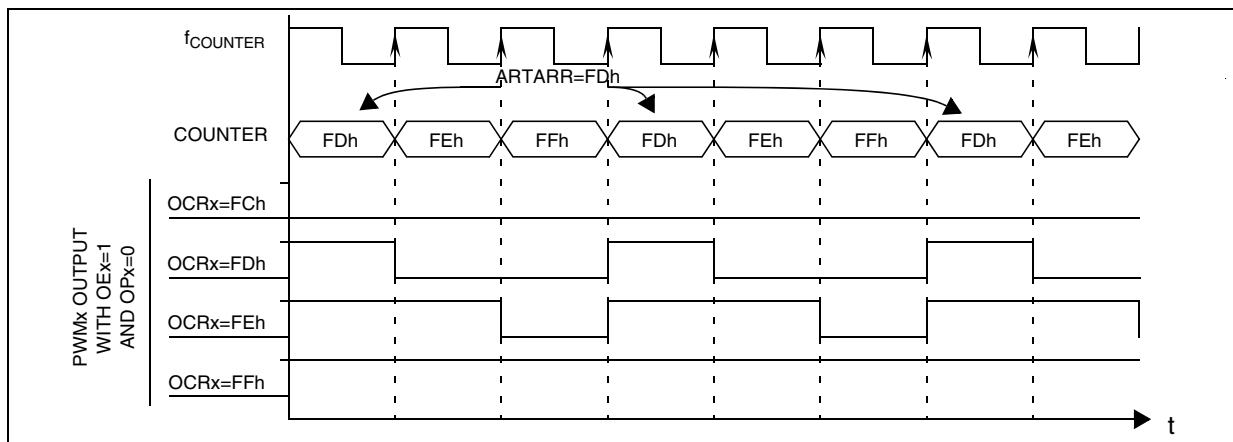 fCOUNTER
ARTARR=FDh
COUNTER
FDh FEh FFh FDh FEh FFh FDh FEh
PWMx OUTPUT
WITH OEx=1
AND OPx=0
OCRx=FCh
OCRx=FDh
OCRx=FEh
OCRx=FFh
t